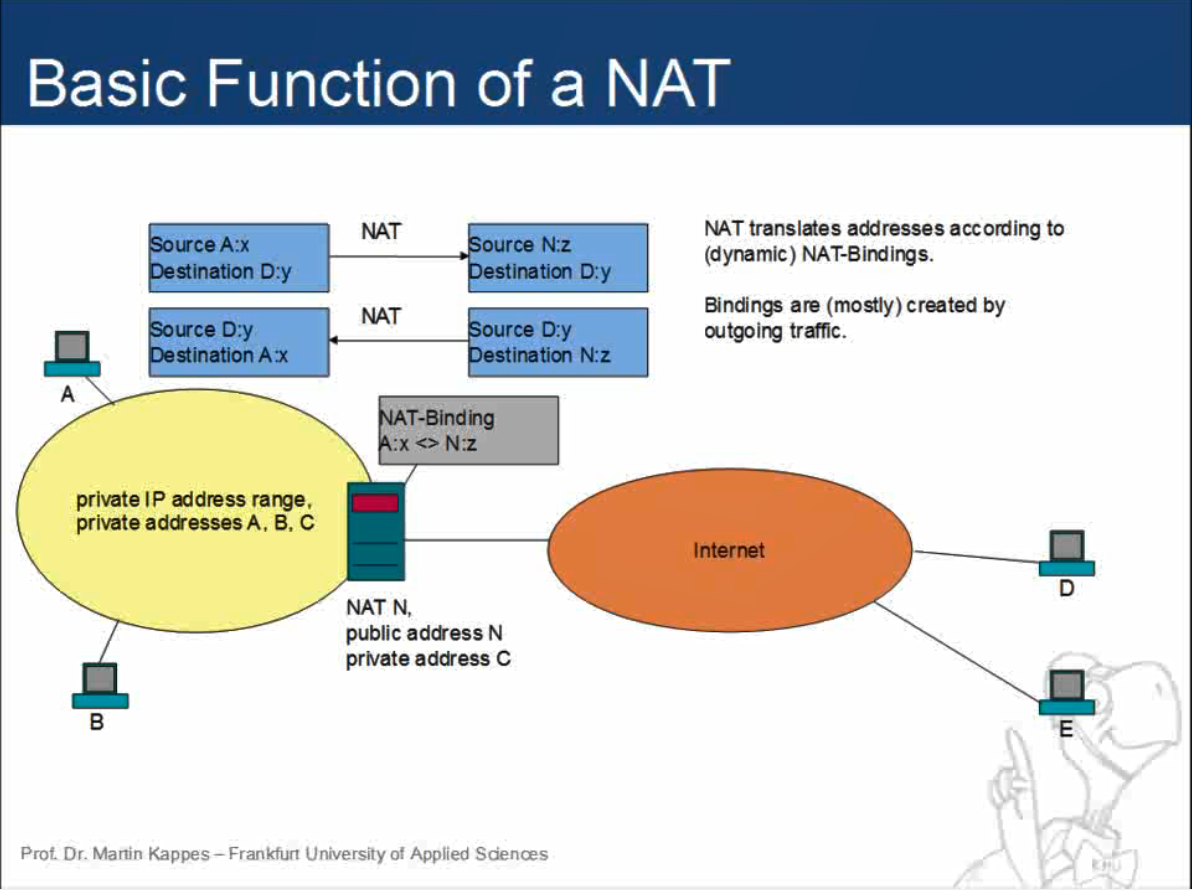 Basic Function of a NAT
Source A:x
Destination D:y
NAT
Source N:z
Destination D:y
NAT translates addresses according to
(dynamic) NAT-Bindings.
Bindings are (mostly) created by
outgoing traffic.
Source D:y
Destination A:x
NAT
Source D:y
Destination N:z
A
NAT-Binding
A:x <> N:z
private IP address range,
private addresses A, B, C
Internet
D
NAT N,
public address N
private address C
B
E
Prof. Dr. Martin Kappes – Frankfurt University of Applied Sciences